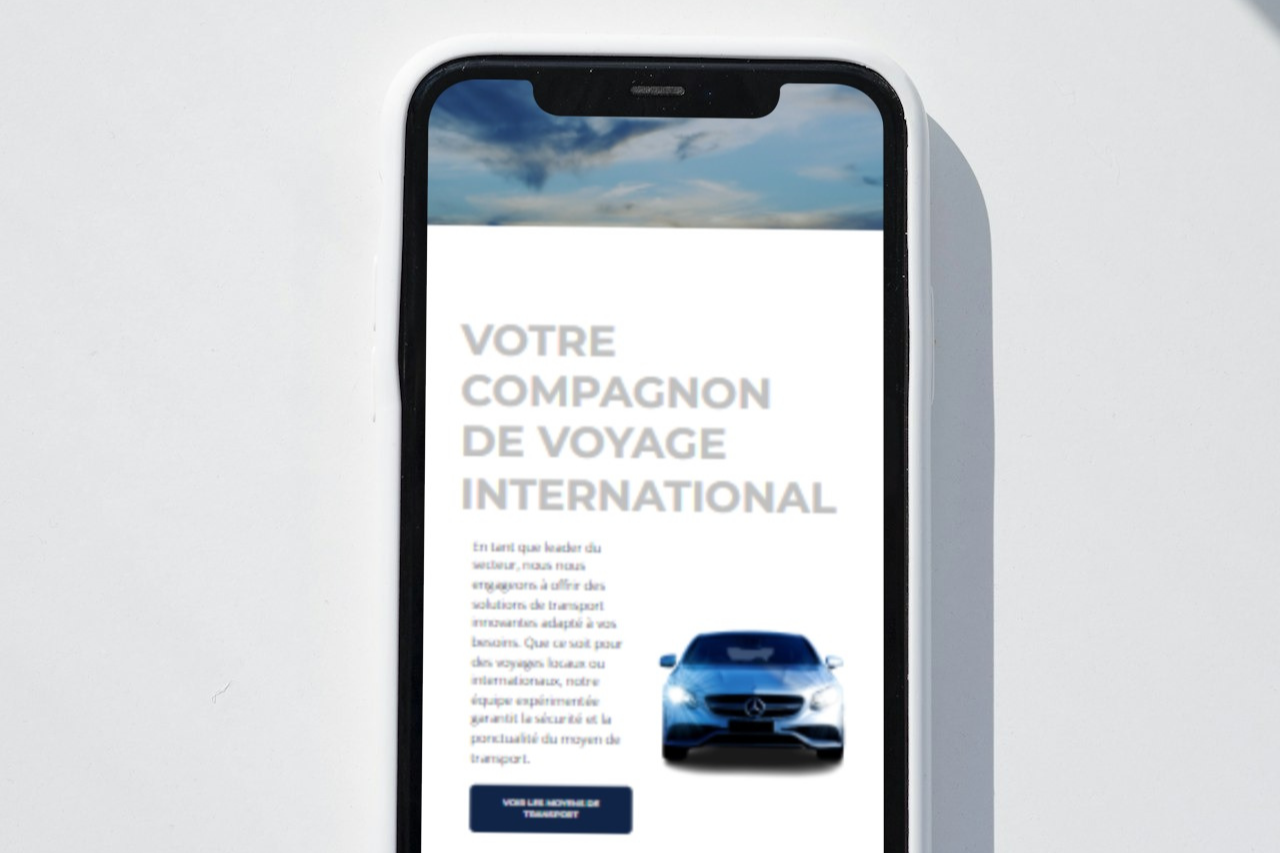 VOTRE
COMPAGNON
DE VOYAGE
INTERNATIONAL
En tant que leader du
secteur, nous nous
engageons à offrir des
solutions de transport
innovantes adapté à vos
besoins. Que ce soit pour
des voyages locaux ou
internationaux, notre
équipe expérimentée
garantit la sécurité et la
ponctualité du moyen de
transport.
VOIR LES MOYENS DE
TRANSPORT